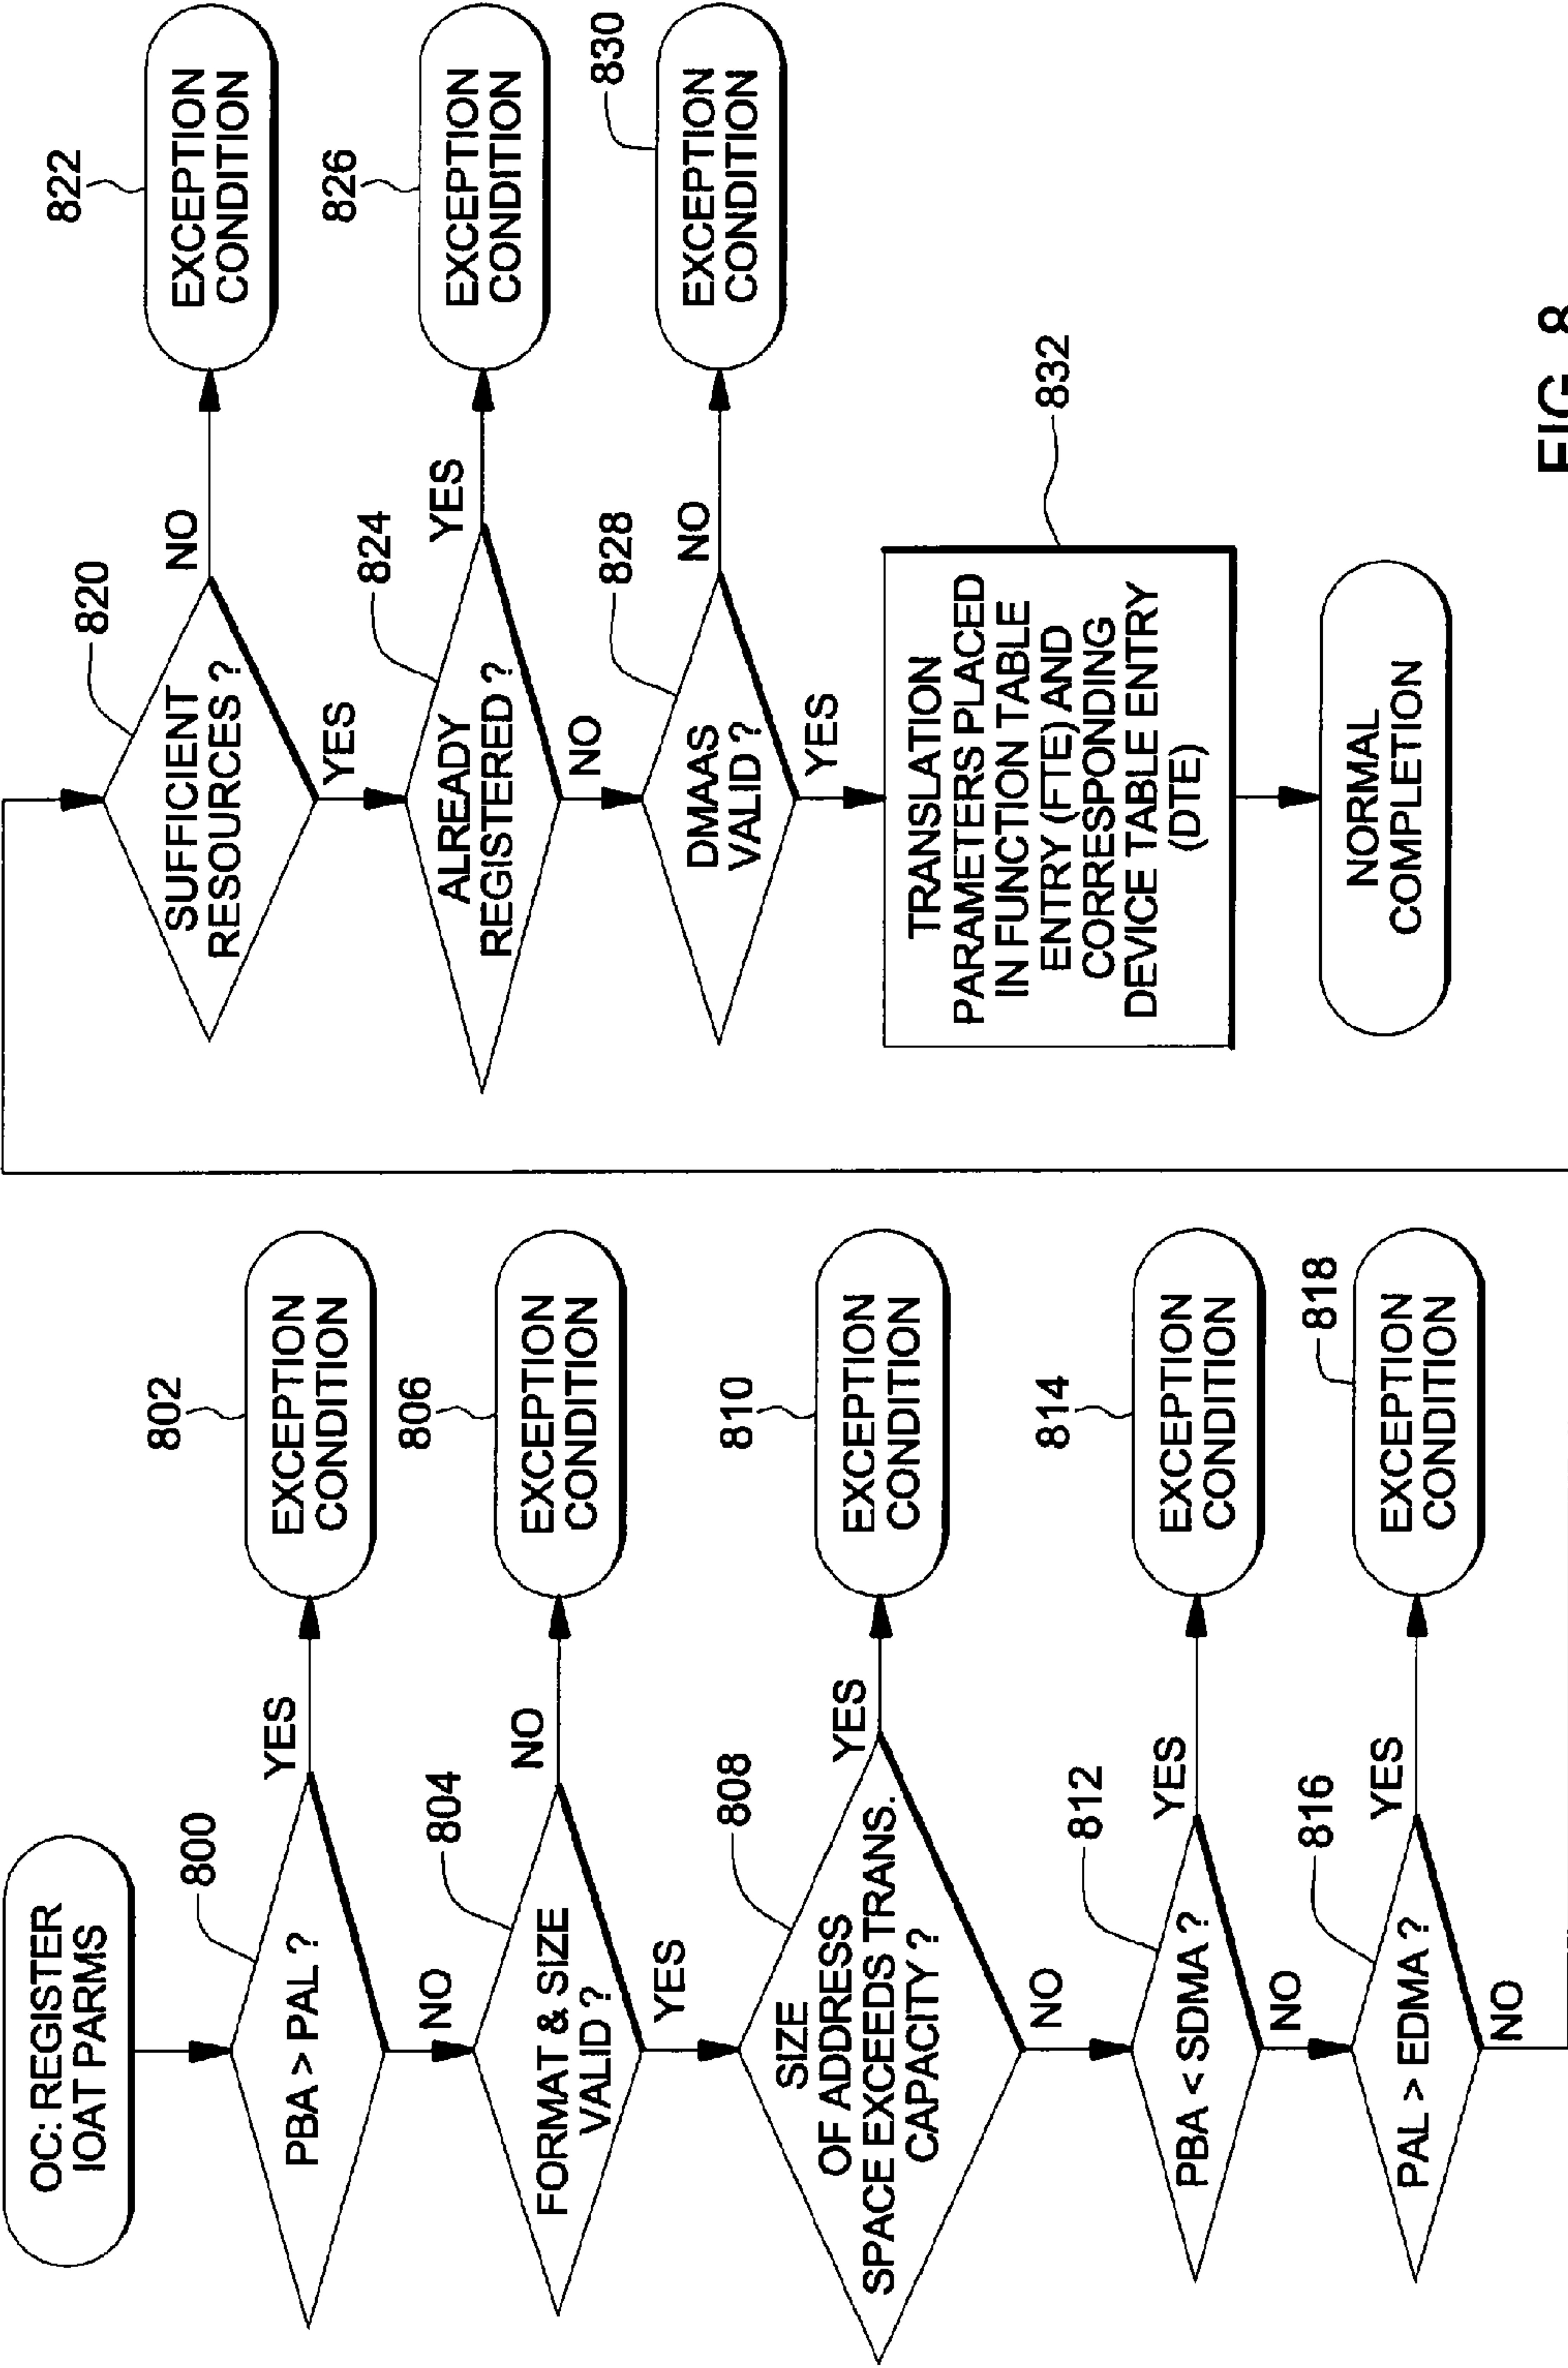 OC: REGISTER
IOAT PARMS
800
PBA > PAL ?
YES
802
EXCEPTION
CONDITION
NO
804
FORMAT & SIZE
VALID ?
NO
806
EXCEPTION
CONDITION
YES
808
SIZE
OF ADDRESS
SPACE EXCEEDS TRANS.
CAPACITY ?
YES
810
EXCEPTION
CONDITION
NO
812
PBA < SDMA ?
YES
814
EXCEPTION
CONDITION
NO
816
PAL > EDMA ?
YES
818
EXCEPTION
CONDITION
NO
820
SUFFICIENT
RESOURCES ?
NO
822
EXCEPTION
CONDITION
YES
824
ALREADY
REGISTERED ?
YES
826
EXCEPTION
CONDITION
NO
828
DMAAS
VALID ?
NO
830
EXCEPTION
CONDITION
YES
832
TRANSLATION
PARAMETERS PLACED
IN FUNCTION TABLE
ENTRY (FTE) AND
CORRESPONDING
DEVICE TABLE ENTRY
(DTE)
NORMAL
COMPLETION
FIG. 8